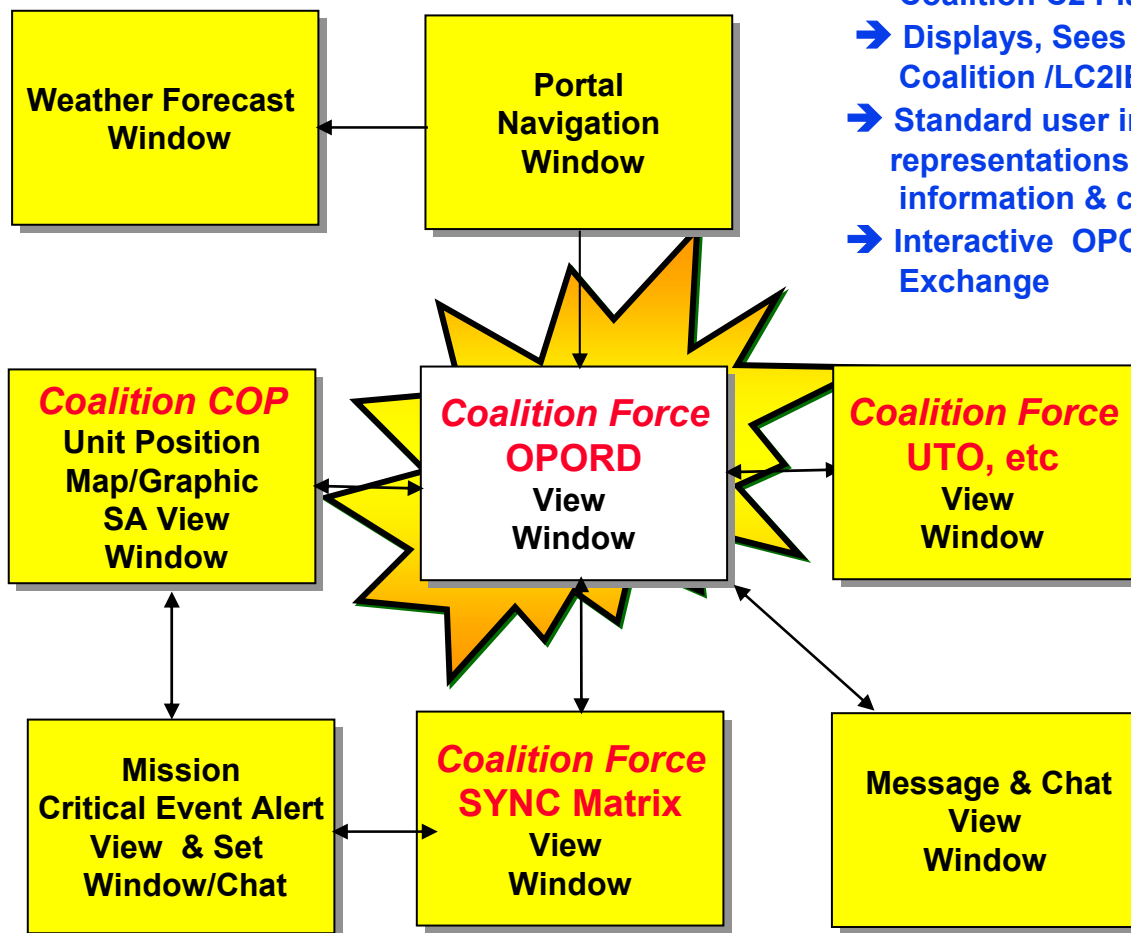 Coalition C2
Displays, Sees
Coalition /LC2IE
Standard user
representations
information &
Interactive
Exchange
Weather Forecast
Window
Portal
Navigation
Window
Coalition COP
Unit Position
Map/Graphic
SA View
Window
Coalition Force
OPORD
View
Window
Coalition Force
UTO, etc
View
Window
Mission
Critical Event Alert
View & Set
Window/Chat
Coalition Force
SYNC Matrix
View
Window
Message & Chat
View
Window